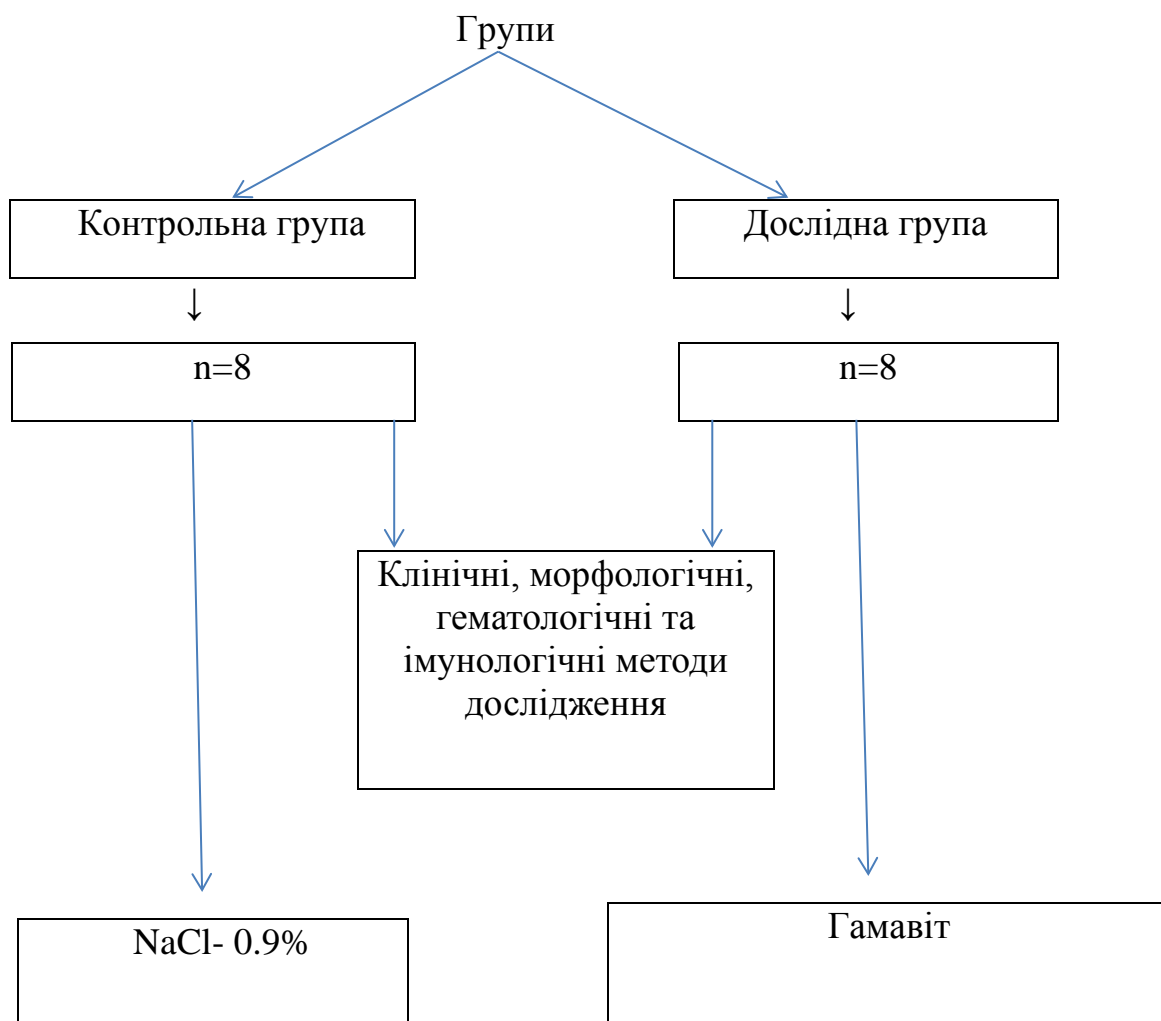 Групи
Контрольна група
Дослідна група
↓
↓
n=8
n=8
Клінічні, морфологічні,
гематологічні та
імунологічні методи
дослідження
NaCl- 0.9%
Гамавіт